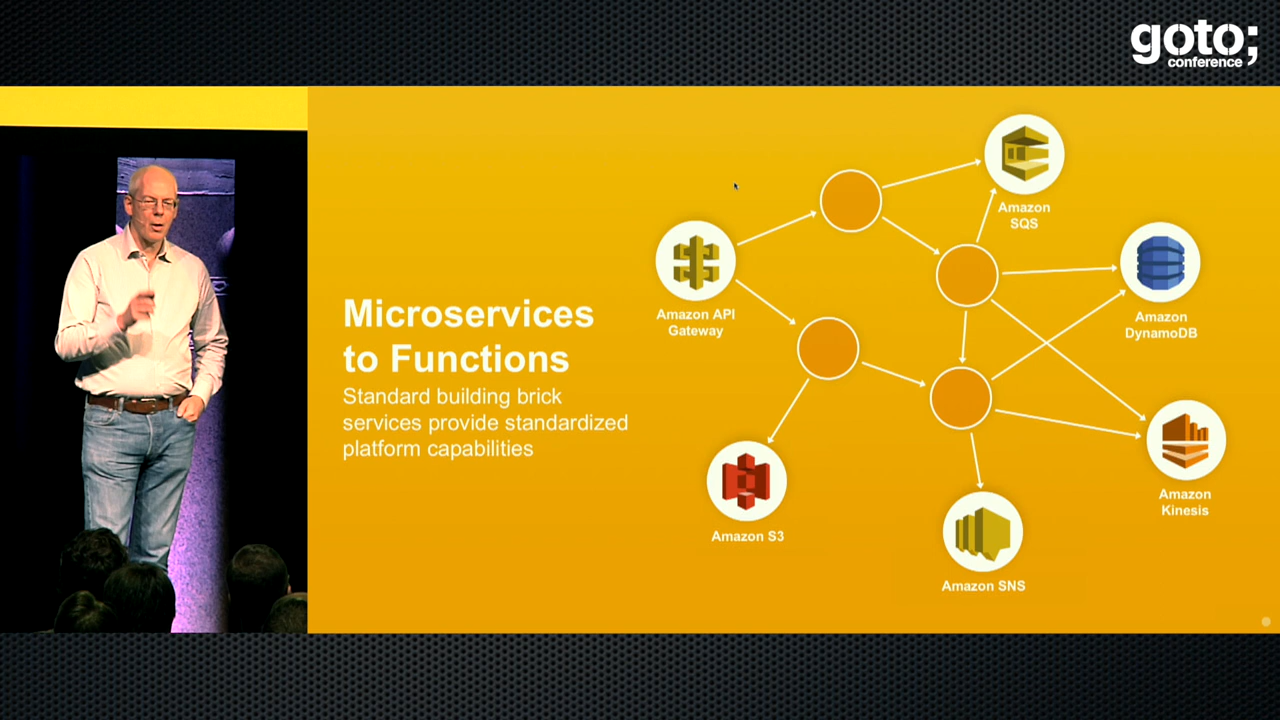 goto;
conference
Microservices
to Functions
Standard building brick
services provide standardized
platform capabilities
Amazon API
Gateway
Amazon
SQS
Amazon
DynamoDB
Amazon S3
Amazon SNS
Amazon
Kinesis